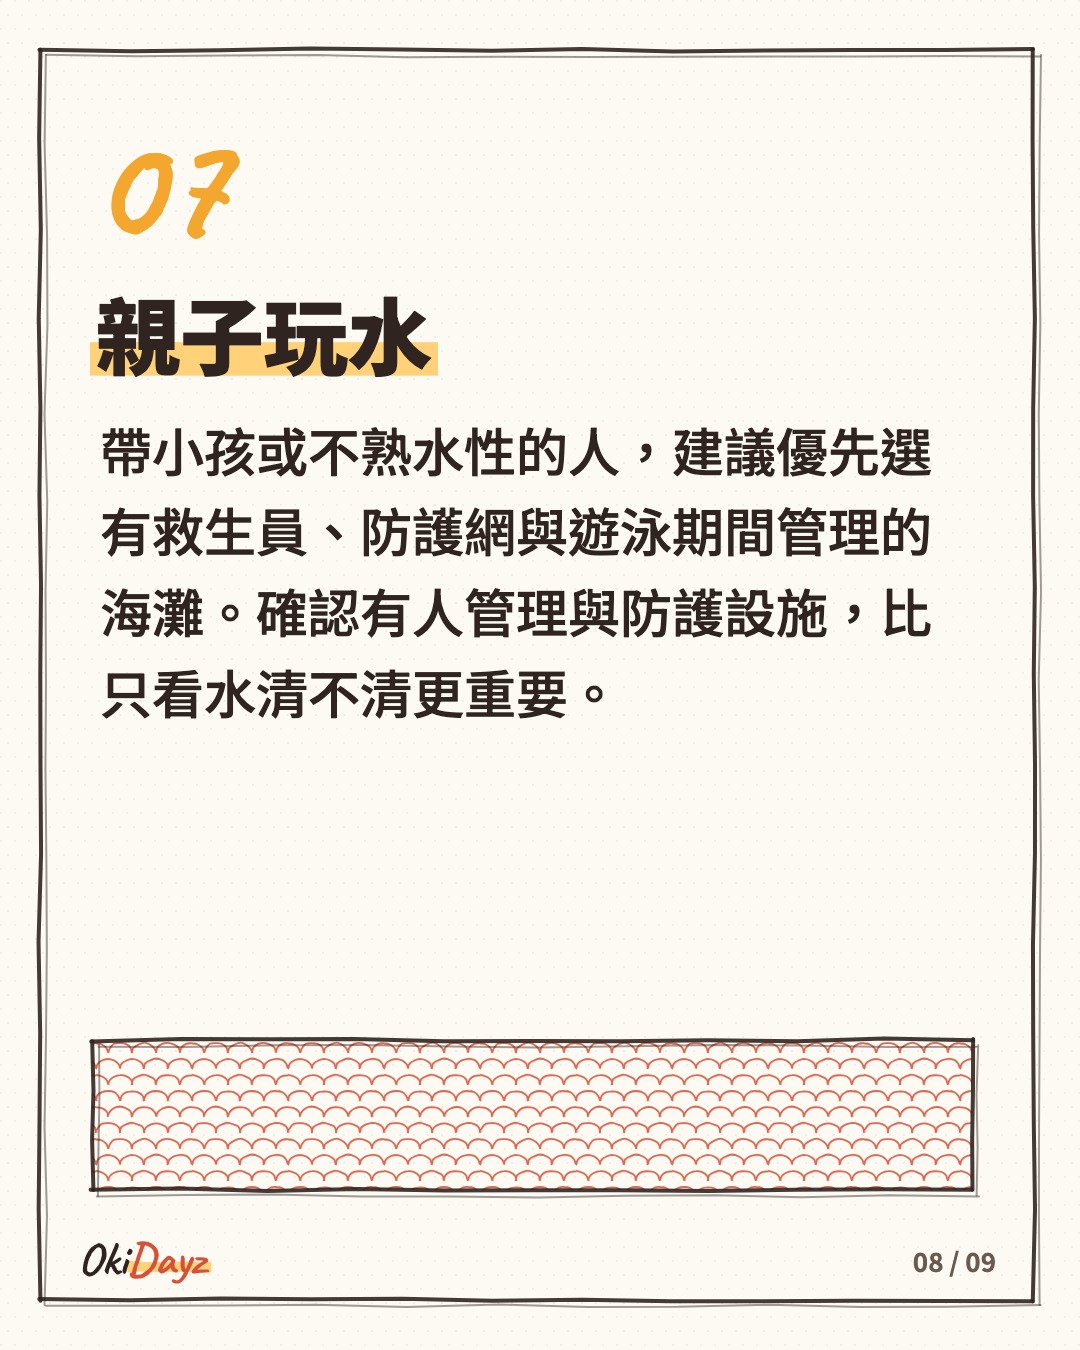 07
親子玩水
帶小孩或不熟水性的人，建議優先選
有救生員、防護網與遊泳期間管理的
海灘。確認有人管理與防護設施，比
只看水清不清更重要。
OkiDayz
08 / 09